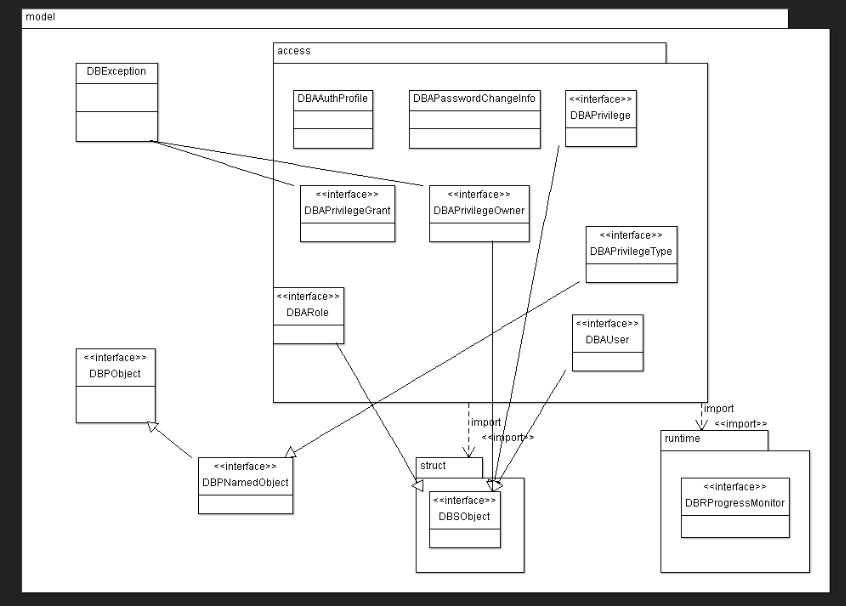 model
access
DBException
DBAAuthProfile
DBAPasswordChangeInfo
<<interface>>
DBAPrivilege
<<interface>>
DBAPrivilegeGrant
<<interface>>
DBAPrivilegeOwner
<<interface>>
DBAPrivilegeType
<<interface>>
DBARole
<<interface>>
DBAUser
<<interface>>
DBPObject
import
<<import>>
import
<<import>>
<<interface>>
DBPNamedObject
struct
<<interface>>
DBSObject
runtime
<<interface>>
DBRProgressMonitor